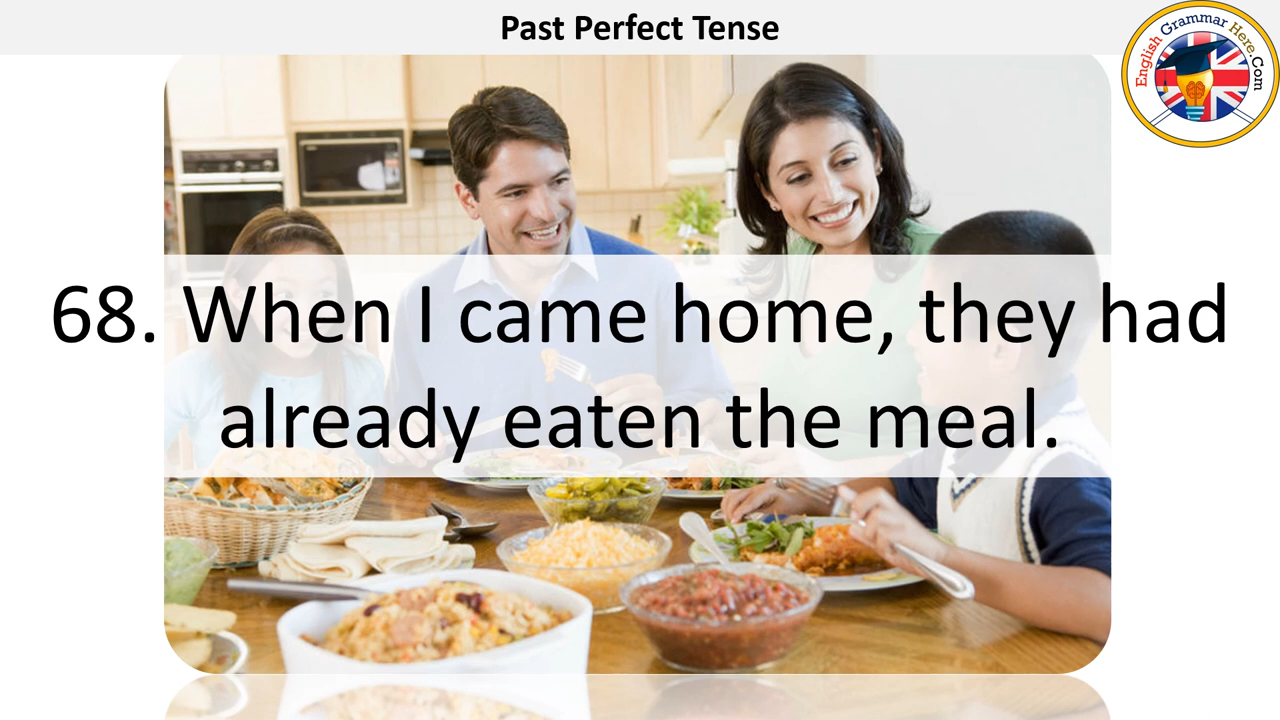 Past Perfect Tense
English Grammar Here.Com
68. When I came home, they had
already eaten the meal.